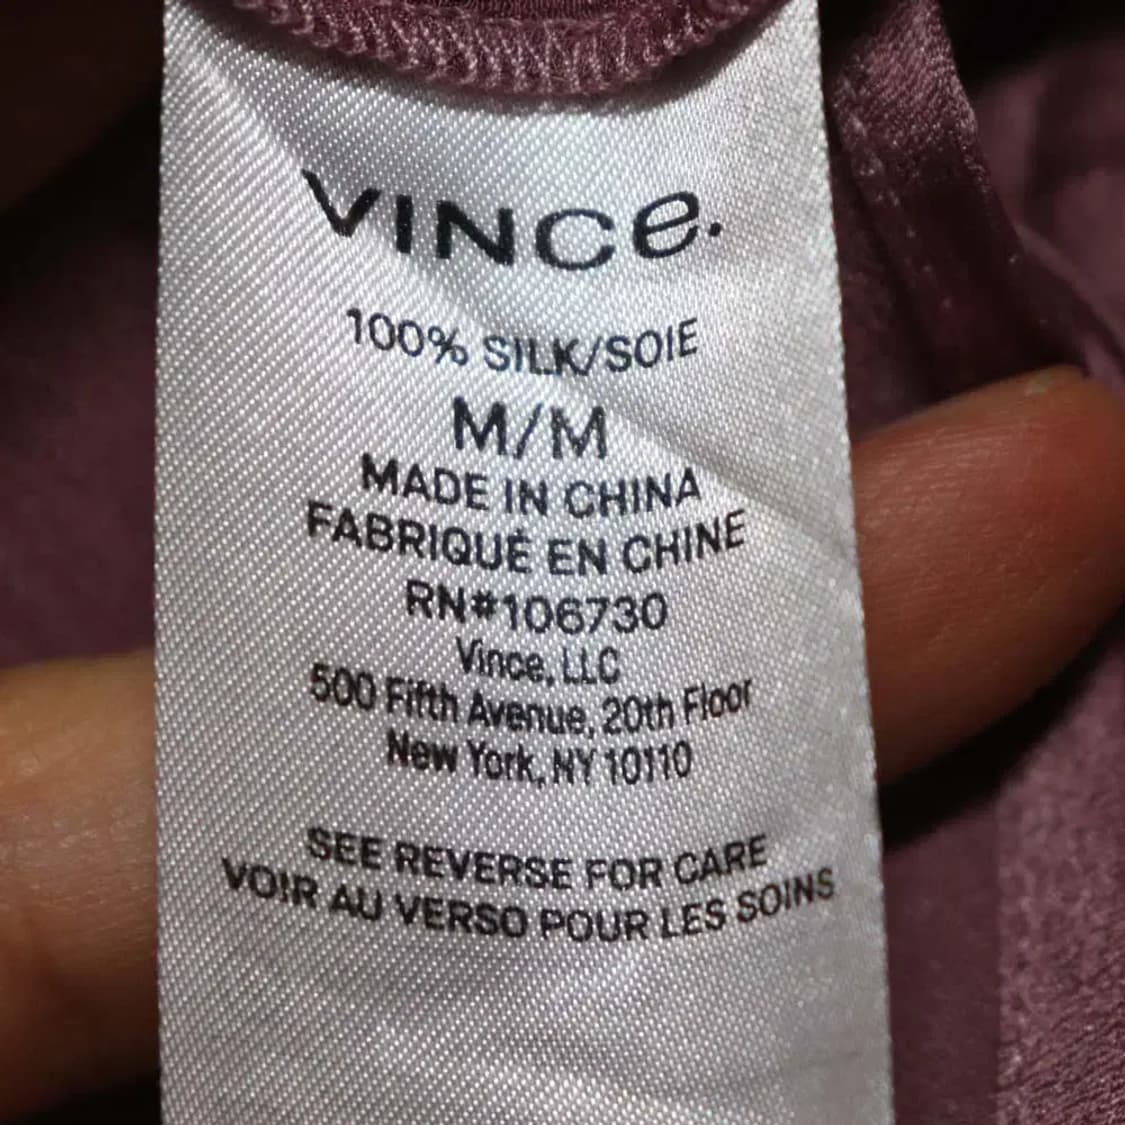 VINCe.
100% SILK/SOIE
M/M
MADE IN CHINA
FABRIQUÉ EN CHINE
RN#106730
Vince, LLC
500 Fifth Avenue, 20th Floor
New York, NY 10110
SEE REVERSE FOR CARE
VOIR AU VERSO POUR LES SOINS